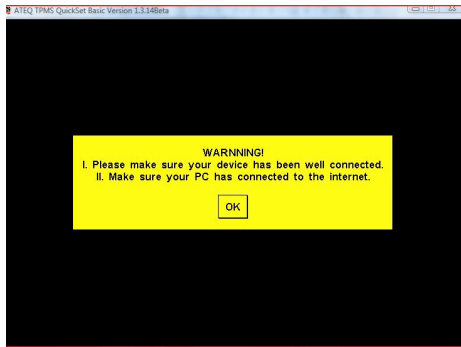 ATEQ TPMS QuickSet Basic Version 1.3.14Beta
WARNNING!
I. Please make sure your device has been well connected.
II. Make sure your PC has connected to the internet.
OK